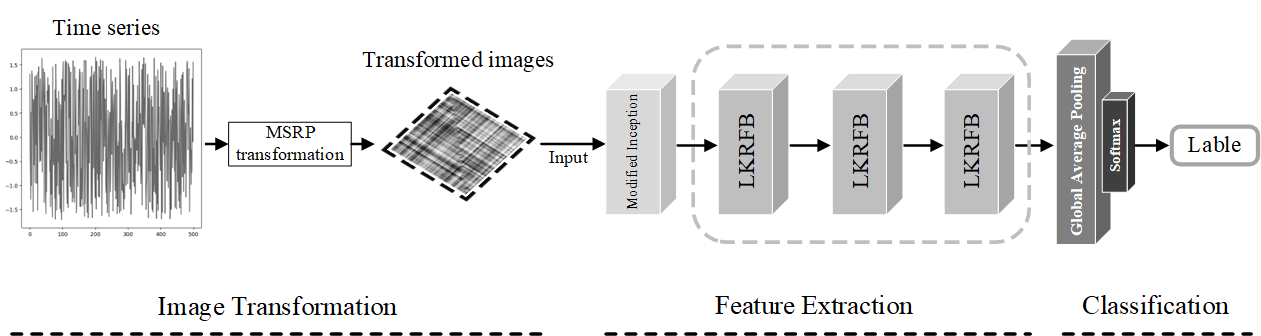 Time series
1.5
1.0
0.5
0.0
−0.5
−1.0
−1.5
0
100
200
300
400
500
MSRP
transformation
Transformed images
Input
Modified Inception
LKRFB
LKRFB
LKRFB
Global Average Pooling
Softmax
Lable
Image Transformation
Feature Extraction
Classification